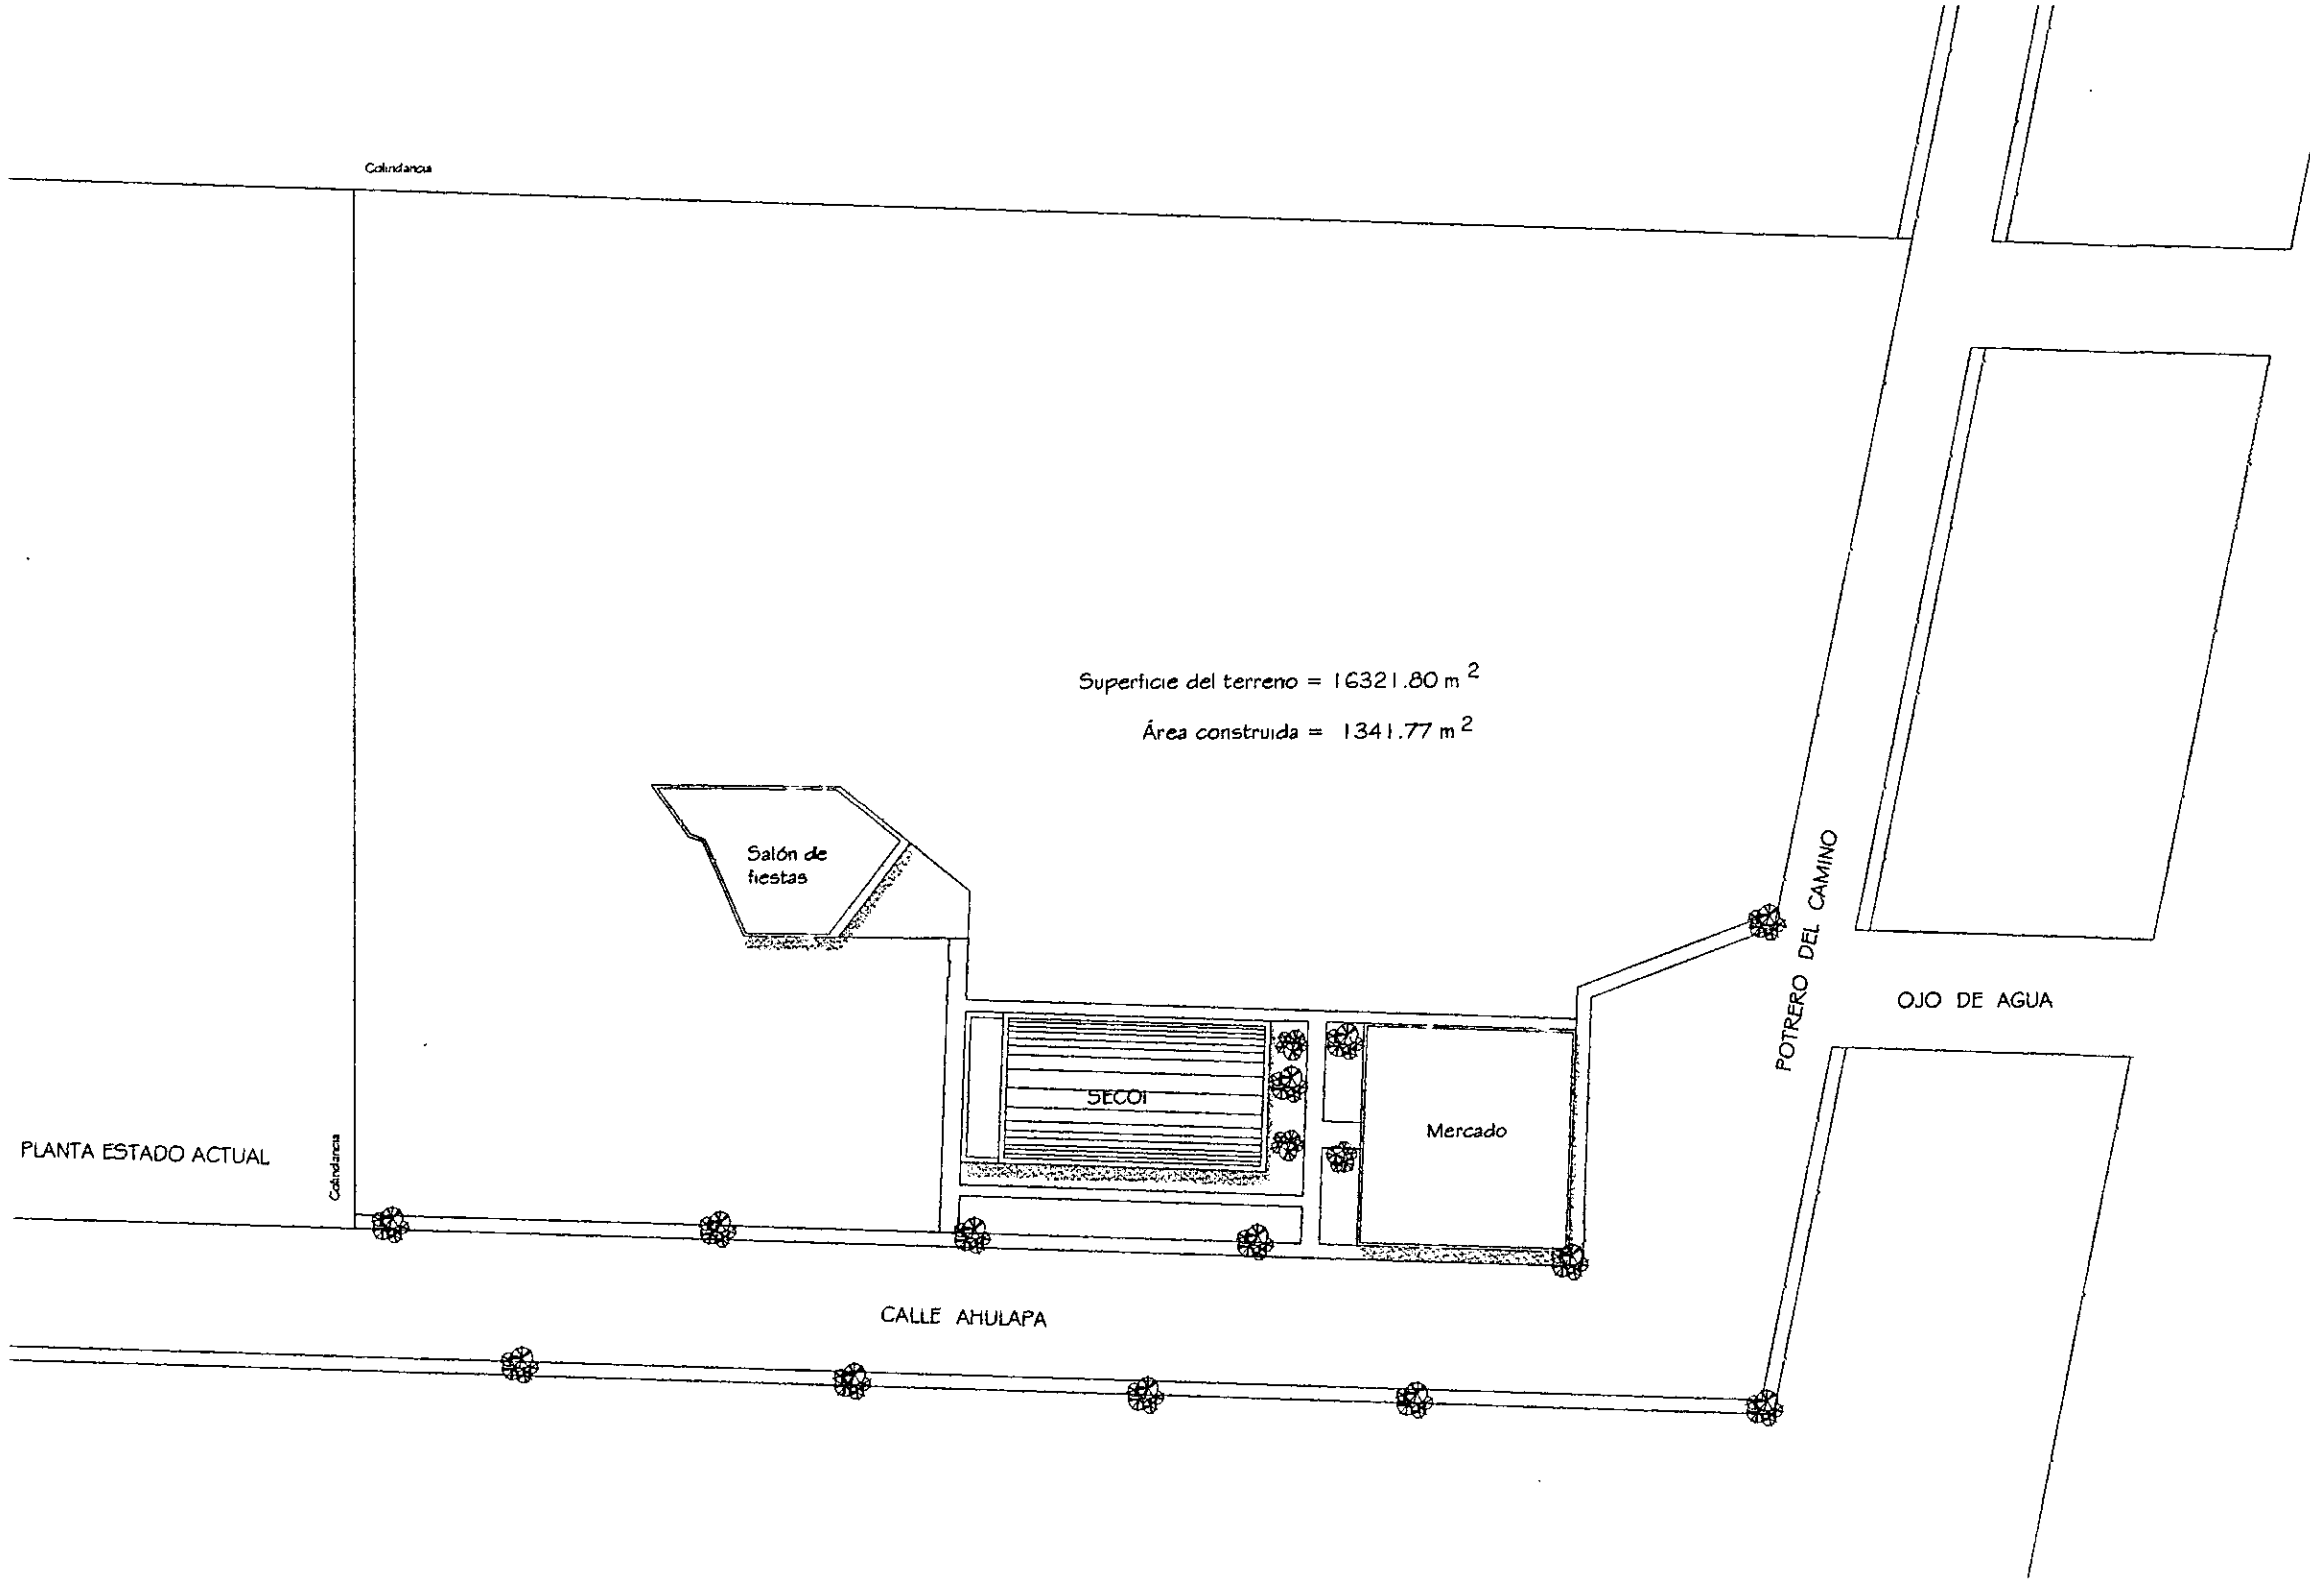 Colindancia
Superficie del terreno = 16321.80 m 2
Área construida = 1341.77 m 2
Salón de
fiestas
POTRERO DEL CAMINO
OJO DE AGUA
SECOI
Mercado
PLANTA ESTADO ACTUAL
Colindancia
CALLE AHULAPA